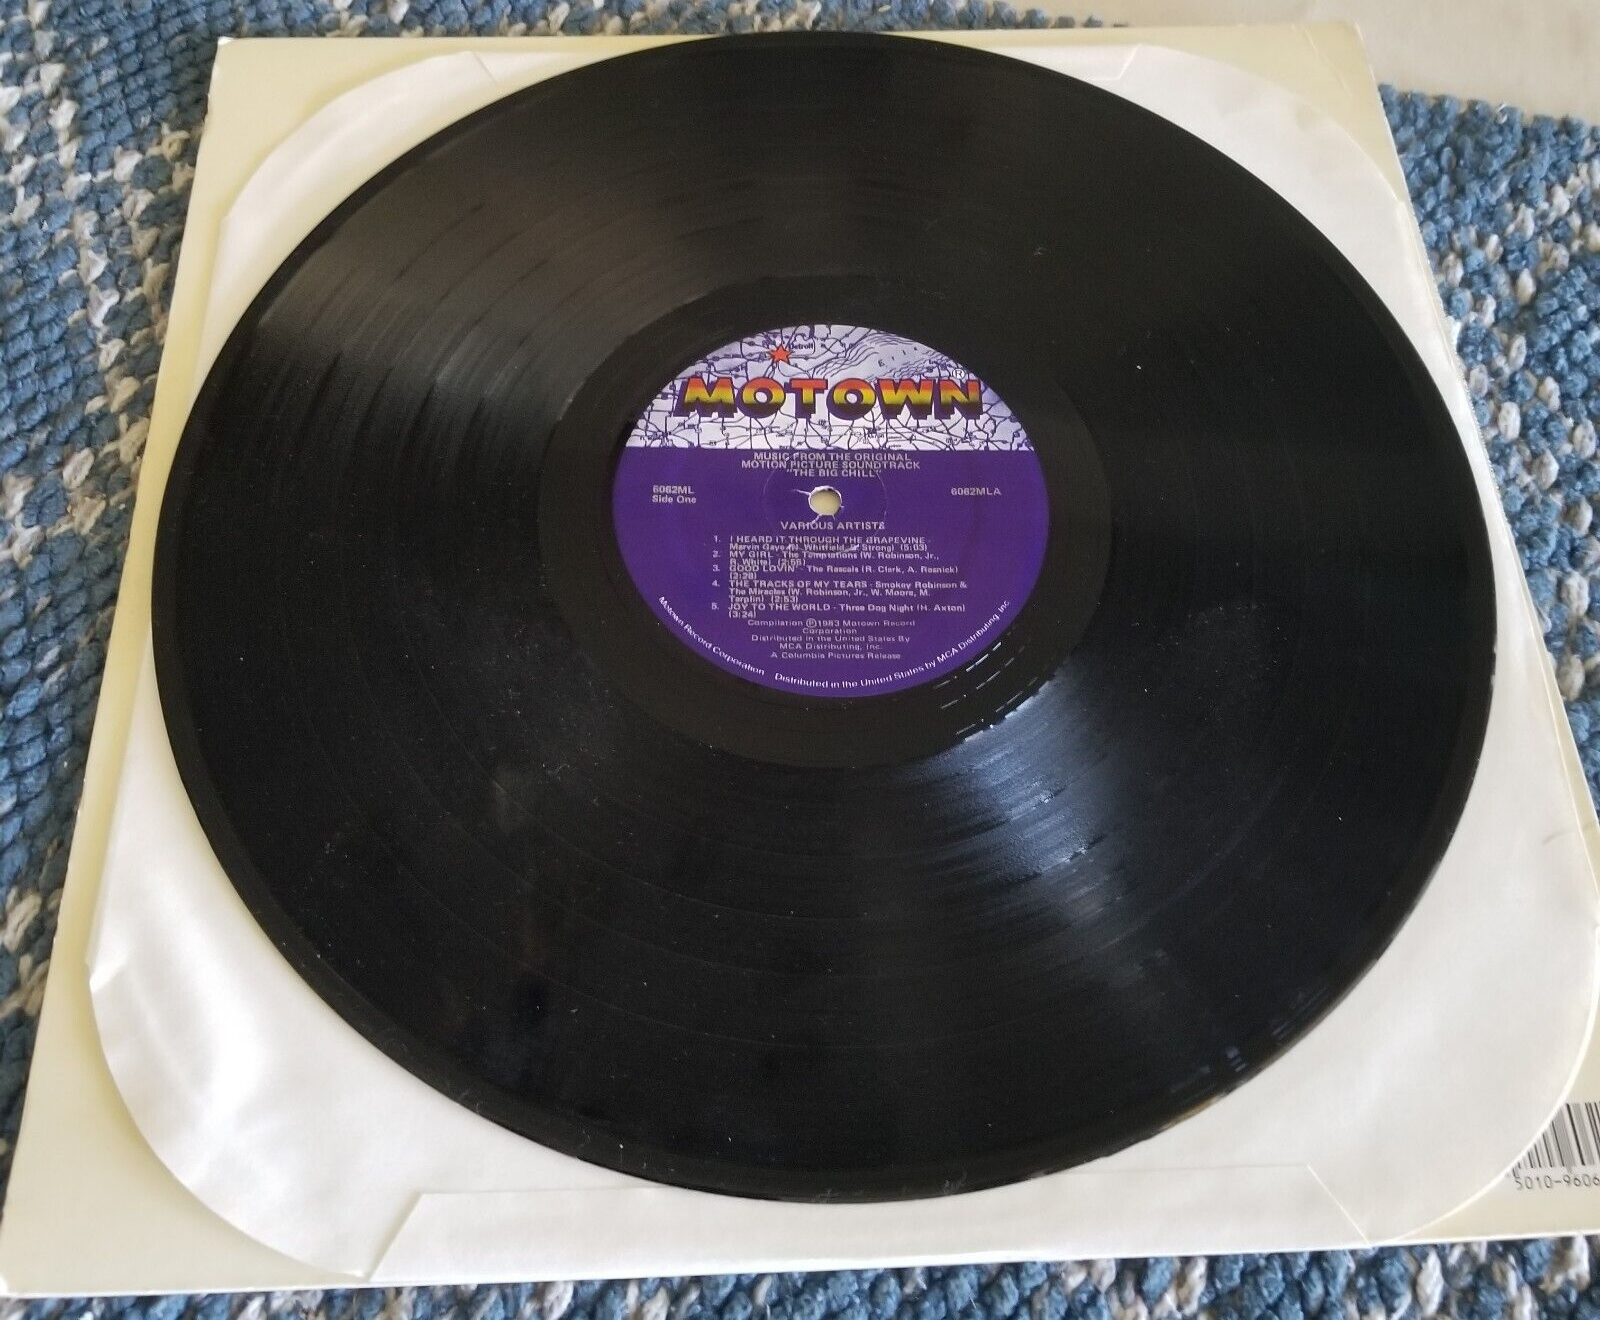 Detroit
MOTOWN®
MUSIC FROM THE ORIGINAL
MOTION PICTURE SOUNDTRACK
"THE BIG CHILL"
6062ML
Side One
6062MLA
VARIOUS ARTISTS
1. I HEARD IT THROUGH THE GRAPEVINE -
Marvin Gaye (N. Whitfield, B. Strong) (5:03)
2. MY GIRL - The Temptations (W. Robinson, Jr.,
R. White) (2:55)
3. GOOD LOVIN' - The Rascals (R. Clark, A. Resnick)
(2:28)
4. THE TRACKS OF MY TEARS - Smokey Robinson &
The Miracles (W. Robinson, Jr., W. Moore, M.
Tarplin) (2:53)
5. JOY TO THE WORLD - Three Dog Night (H. Axton)
(3:24)
Compilation ℗1983 Motown Record
Corporation
Distributed in the United States By
MCA Distributing, Inc.
A Columbia Pictures Release
Motown Record Corporation Distributed in the United States by MCA Distributing, Inc
5010-9606